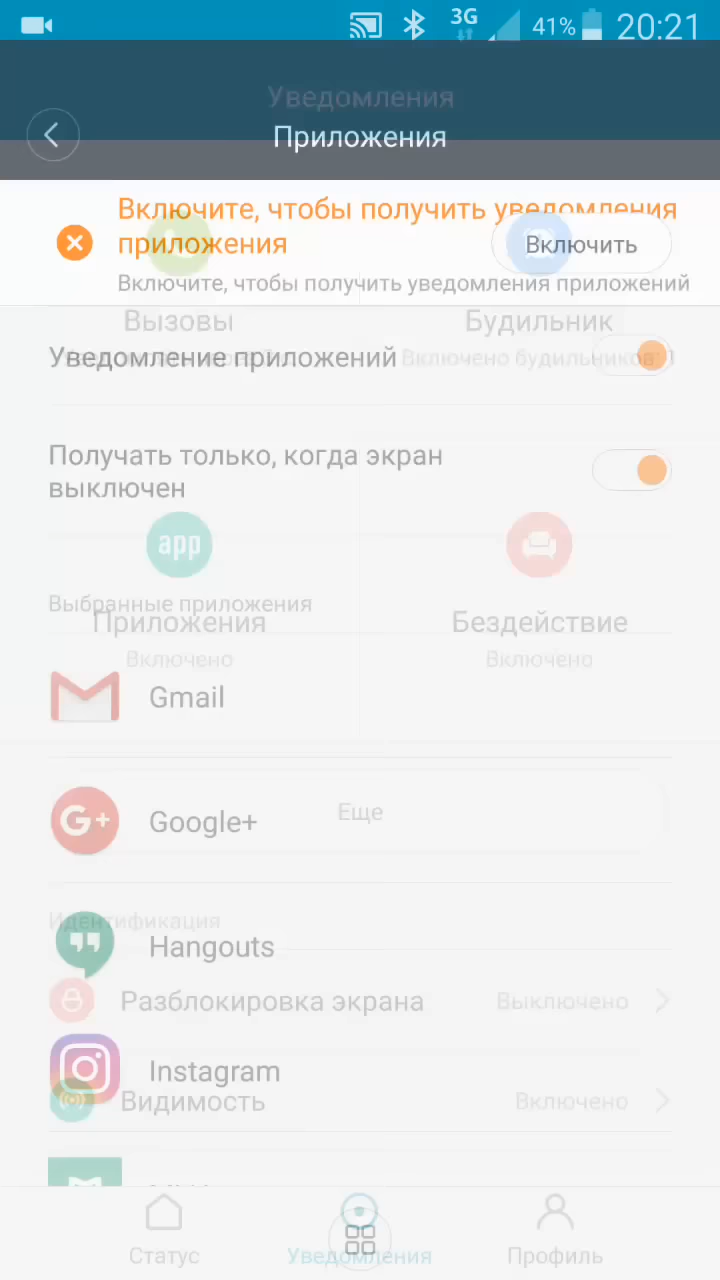 3G 41% 20:21
Уведомления
Приложения
Включите, чтобы получить уведомления
приложения
Включить
Включите, чтобы получить уведомления приложений
Вызовы Будильник
Уведомление приложений
Включено будильников: 1
Получать только, когда экран
выключен
app
Выбранные приложения
Приложения Бездействие
Включено Включено
Gmail
G+ Google+
Еще
Идентификация
Hangouts
Разблокировка экрана Выключено
Instagram
Видимость Включено
Статус Уведомления Профиль